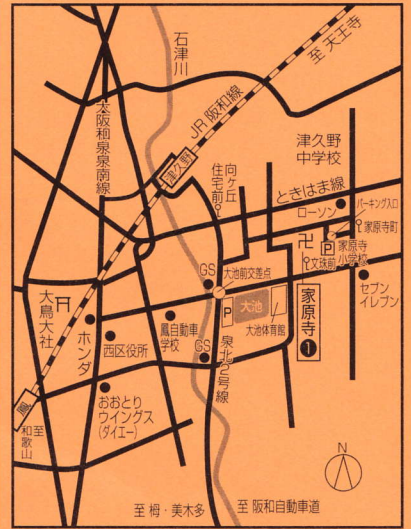 石津川
至天王寺
JR阪和線
大阪和泉泉南線
津久野
津久野
中学校
向ヶ丘
住宅前
ときはま線
ローソン
パーキング入口
家原寺町
P
家原寺
小学校
卍
文珠前
GS
大池前交差点
セブン
イレブン
大鳥大社
ホンダ
西区役所
鳳自動車
学校
GS
P
大池
大池体育館
家原寺
1
泉北2号線
おおとり
ウイングス
(ダイエー)
鳳
至
和歌山
N
至 栂・美木多
至 阪和自動車道